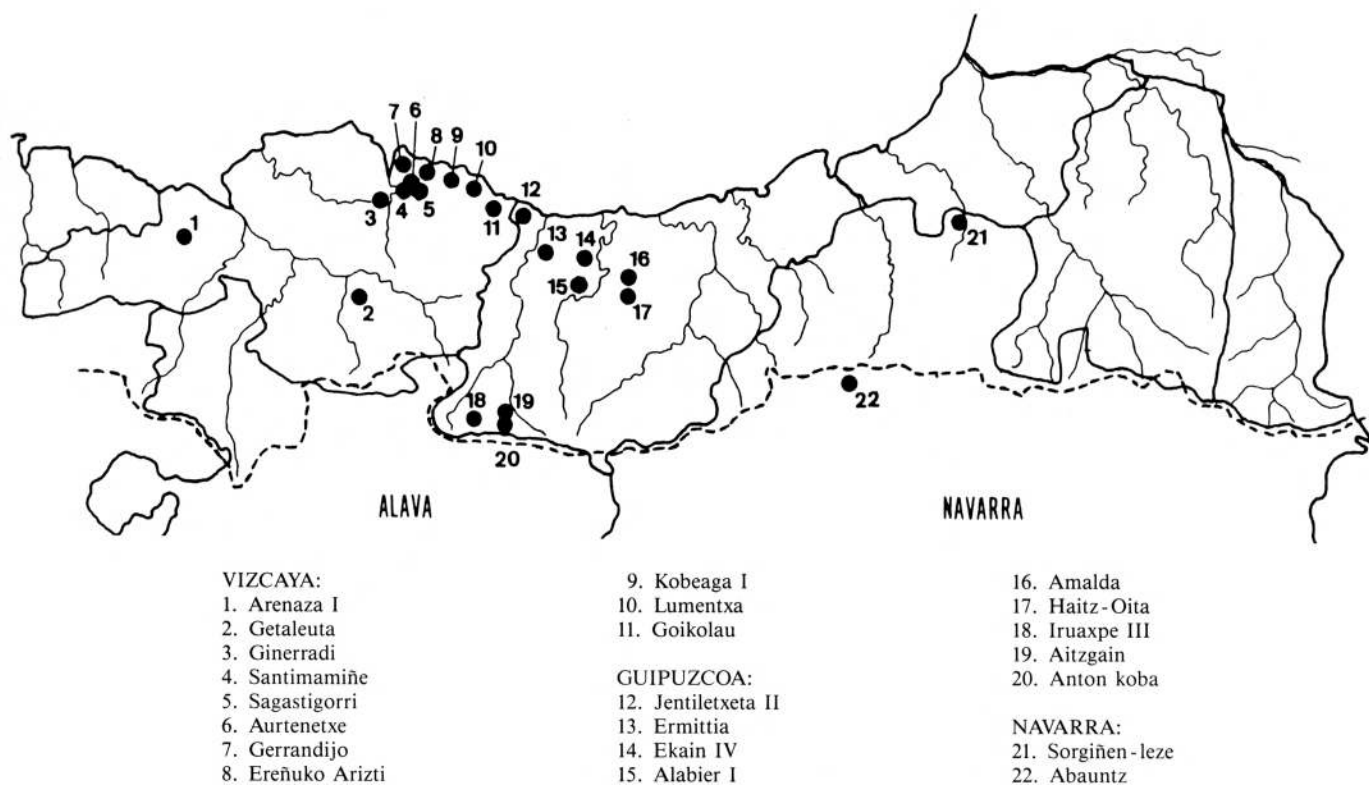 7
6
8
9
10
12
1
3
4
5
11
13
14
21
16
2
15
17
18
19
22
20
ALAVA
NAVARRA
VIZCAYA:
1. Arenaza I
2. Getaleuta
3. Ginerradi
4. Santimamiñe
5. Sagastigorri
6. Aurtenetxe
7. Gerrandijo
8. Ereñuko Arizti
9. Kobeaga I
10. Lumentxa
11. Goikolau
GUIPUZCOA:
12. Jentiletxeta II
13. Ermittia
14. Ekain IV
15. Alabier I
16. Amalda
17. Haitz-Oita
18. Iruaxpe III
19. Aitzgain
20. Anton koba
NAVARRA:
21. Sorgiñen-leze
22. Abauntz